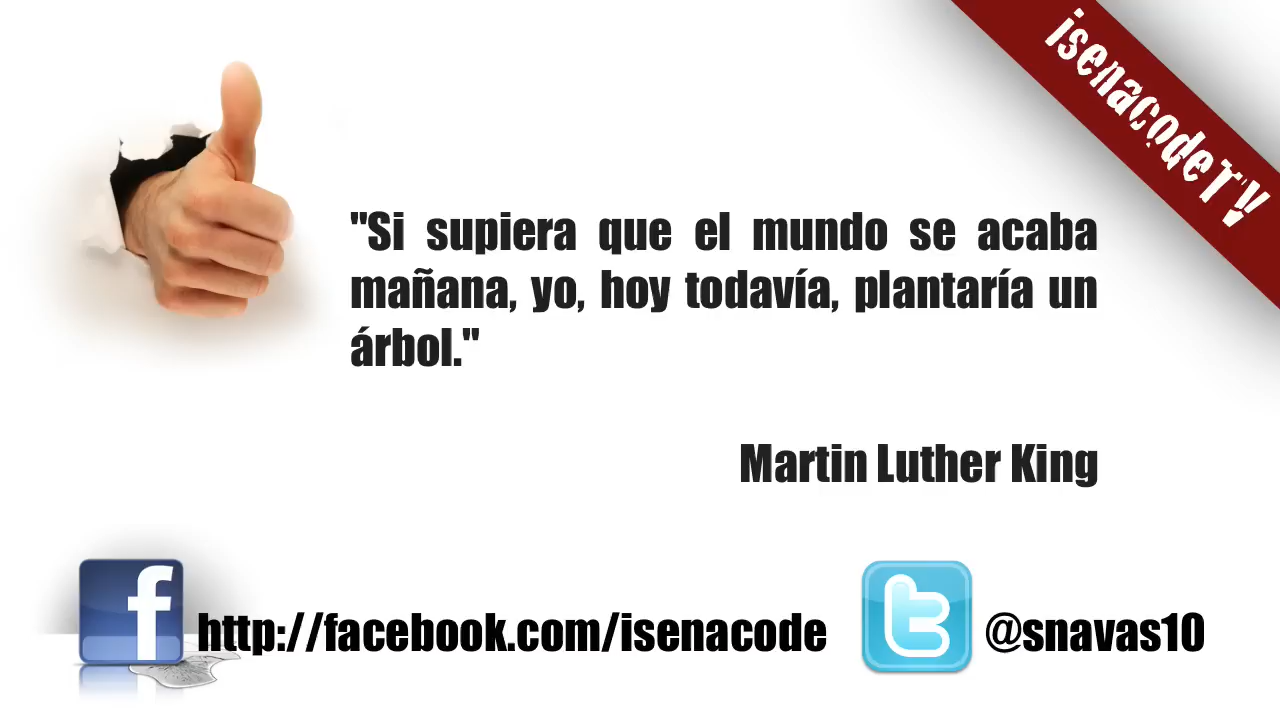 isenacodeTV
"Si supiera que el mundo se acaba
mañana, yo, hoy todavía, plantaría un
árbol."
Martin Luther King
http://facebook.com/isenacode
@snavas10